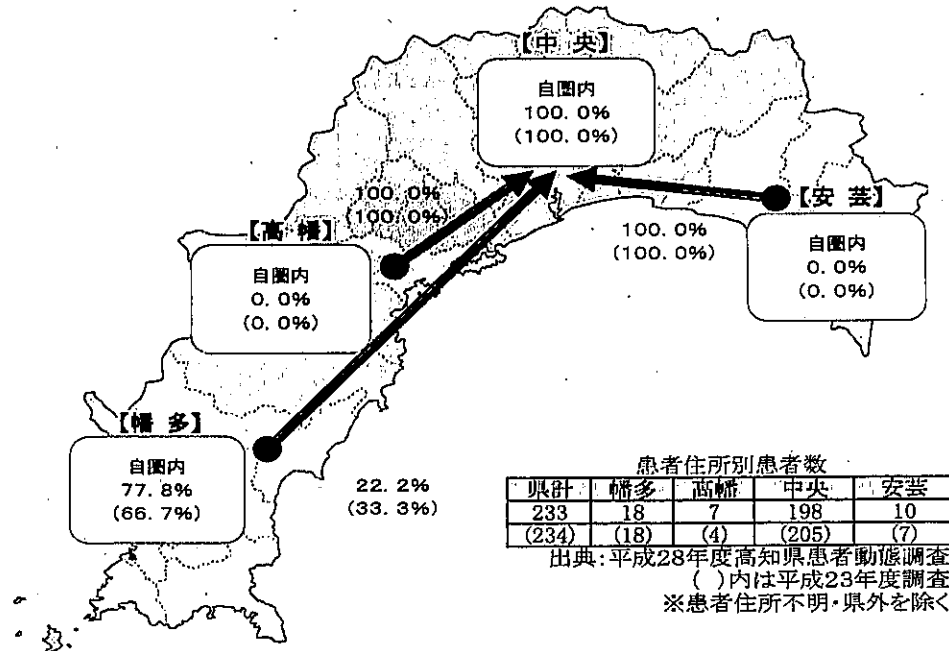 【中 央】
自圏内
100.0%
(100.0%)
100.0%
(100.0%)
【高 幡】
自圏内
0.0%
(0.0%)
【安 芸】
100.0%
(100.0%)
自圏内
0.0%
(0.0%)
【幡 多】
自圏内
77.8%
(66.7%)
22.2%
(33.3%)
患者住所別患者数
県計 幡多 高幡 中央 安芸
233 18 7 198 10
(234) (18) (4) (205) (7)
出典:平成28年度高知県患者動態調査
( )内は平成23年度調査
※患者住所不明・県外を除く